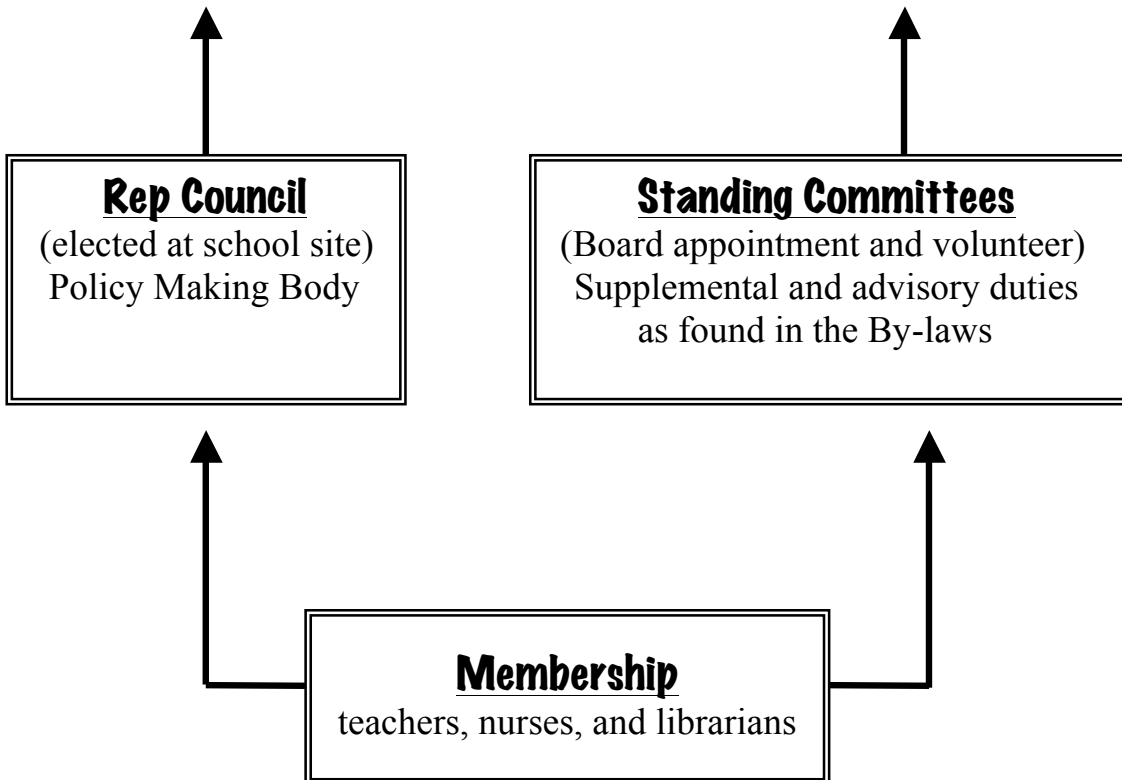 Rep Council
(elected at school site)
Policy Making Body
Standing Committees
(Board appointment and volunteer)
Supplemental and advisory duties
as found in the By-laws
Membership
teachers, nurses, and librarians